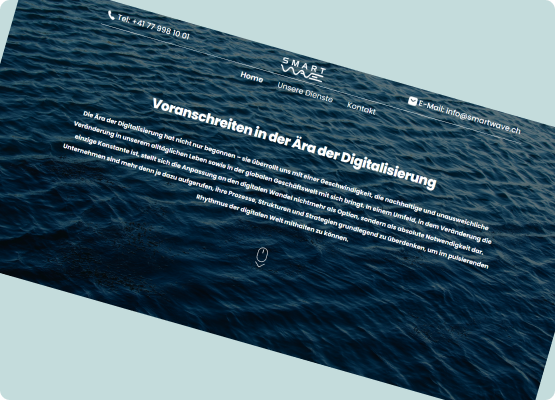 Tel: +41 77 998 10 01
SMART
WAVE
E-Mail: info@smartwave.ch
Home Unsere Dienste Kontakt
Voranschreiten in der Ära der Digitalisierung
Die Ära der Digitalisierung hat nicht nur begonnen – sie überrollt uns mit einer Geschwindigkeit, die nachhaltige und unausweichliche
Veränderung in unserem alltäglichen Leben sowie in der globalen Geschäftswelt mit sich bringt. In einem Umfeld, in dem Veränderung die
einzige Konstante ist, stellt sich die Anpassung an den digitalen Wandel nichtmehr als Option, sondern als absolute Notwendigkeit dar.
Unternehmen sind mehr denn je dazu aufgerufen, ihre Prozesse, Strukturen und Strategien grundlegend zu überdenken, um im pulsierenden
Rhythmus der digitalen Welt mithalten zu können.